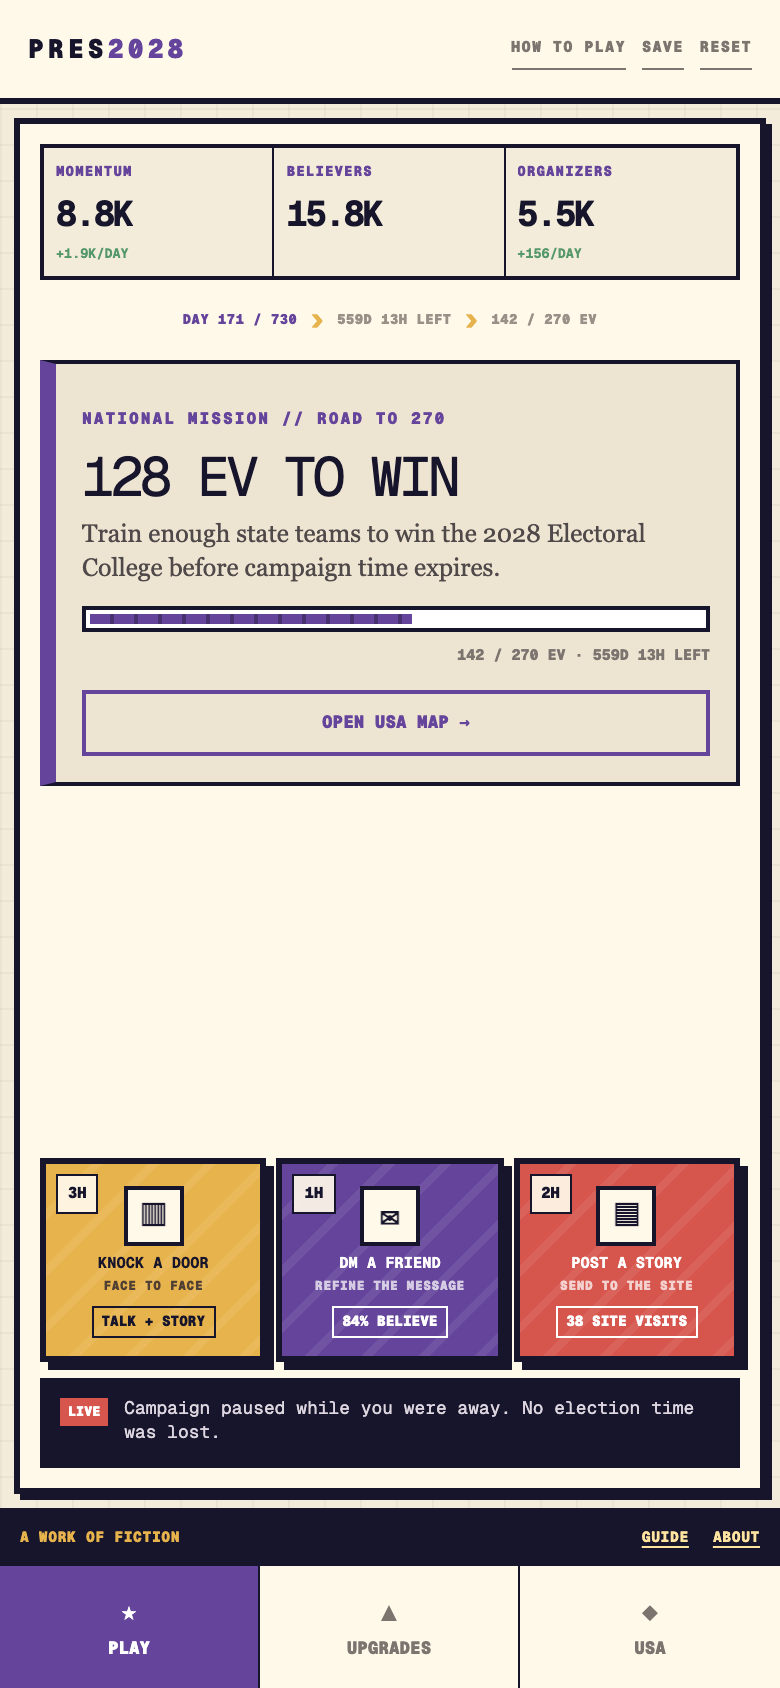 PRES2028
HOW TO PLAY SAVE RESET
MOMENTUM
8.8K
+1.9K/DAY
BELIEVERS
15.8K
ORGANIZERS
5.5K
+156/DAY
DAY 171 / 730 › 559D 13H LEFT › 142 / 270 EV
NATIONAL MISSION // ROAD TO 270
128 EV TO WIN
Train enough state teams to win the 2028 Electoral
College before campaign time expires.
142 / 270 EV · 559D 13H LEFT
OPEN USA MAP →
3H
KNOCK A DOOR
FACE TO FACE
TALK + STORY
1H
DM A FRIEND
REFINE THE MESSAGE
84% BELIEVE
2H
POST A STORY
SEND TO THE SITE
38 SITE VISITS
LIVE
Campaign paused while you were away. No election time
was lost.
A WORK OF FICTION
GUIDE ABOUT
PLAY
UPGRADES
USA